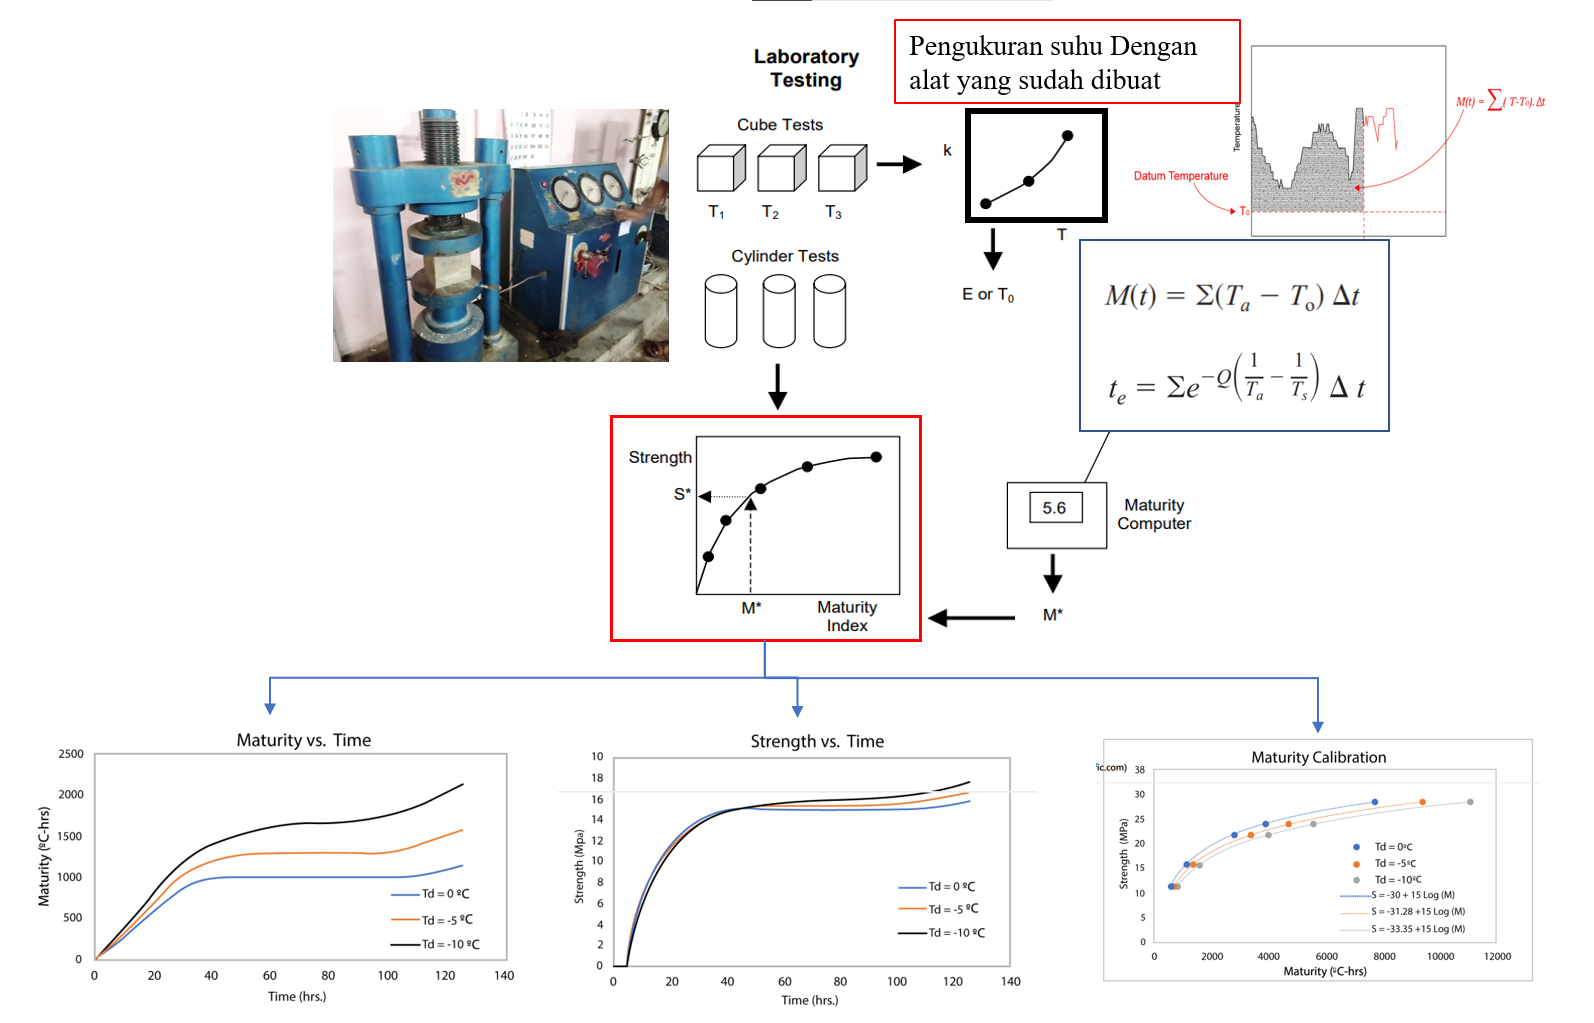 Laboratory
Testing
Pengukuran suhu Dengan
alat yang sudah dibuat
Cube Tests
T1
T2
T3
k
T
E or T0
Cylinder Tests
Temperature
M(t) = ∑( T-T0). Δt
Datum Temperature
T0
M(t) = Σ(Ta − To) Δt
te = Σe^−Q(1/Ta − 1/Ts) Δ t
Strength
S*
M*
Maturity
Index
5.6
Maturity
Computer
M*
Maturity vs. Time
Maturity (ºC-hrs)
2500
2000
1500
1000
500
0
0 20 40 60 80 100 120 140
Time (hrs.)
Td = 0 ºC
Td = -5 ºC
Td = -10 ºC
Strength vs. Time
Strength (Mpa)
10
18
16
14
12
10
8
6
4
2
0
0 20 40 60 80 100 120 140
Time (hrs.)
Td = 0 ºC
Td = -5 ºC
Td = -10 ºC
ic.com)
Maturity Calibration
Strength (MPa)
38
30
25
20
15
10
5
0
0 2000 4000 6000 8000 10000 12000
Maturity (ºC-hrs)
Td = 0ºC
Td = -5ºC
Td = -10ºC
S = -30 + 15 Log (M)
S = -31.28 +15 Log (M)
S = -33.35 +15 Log (M)